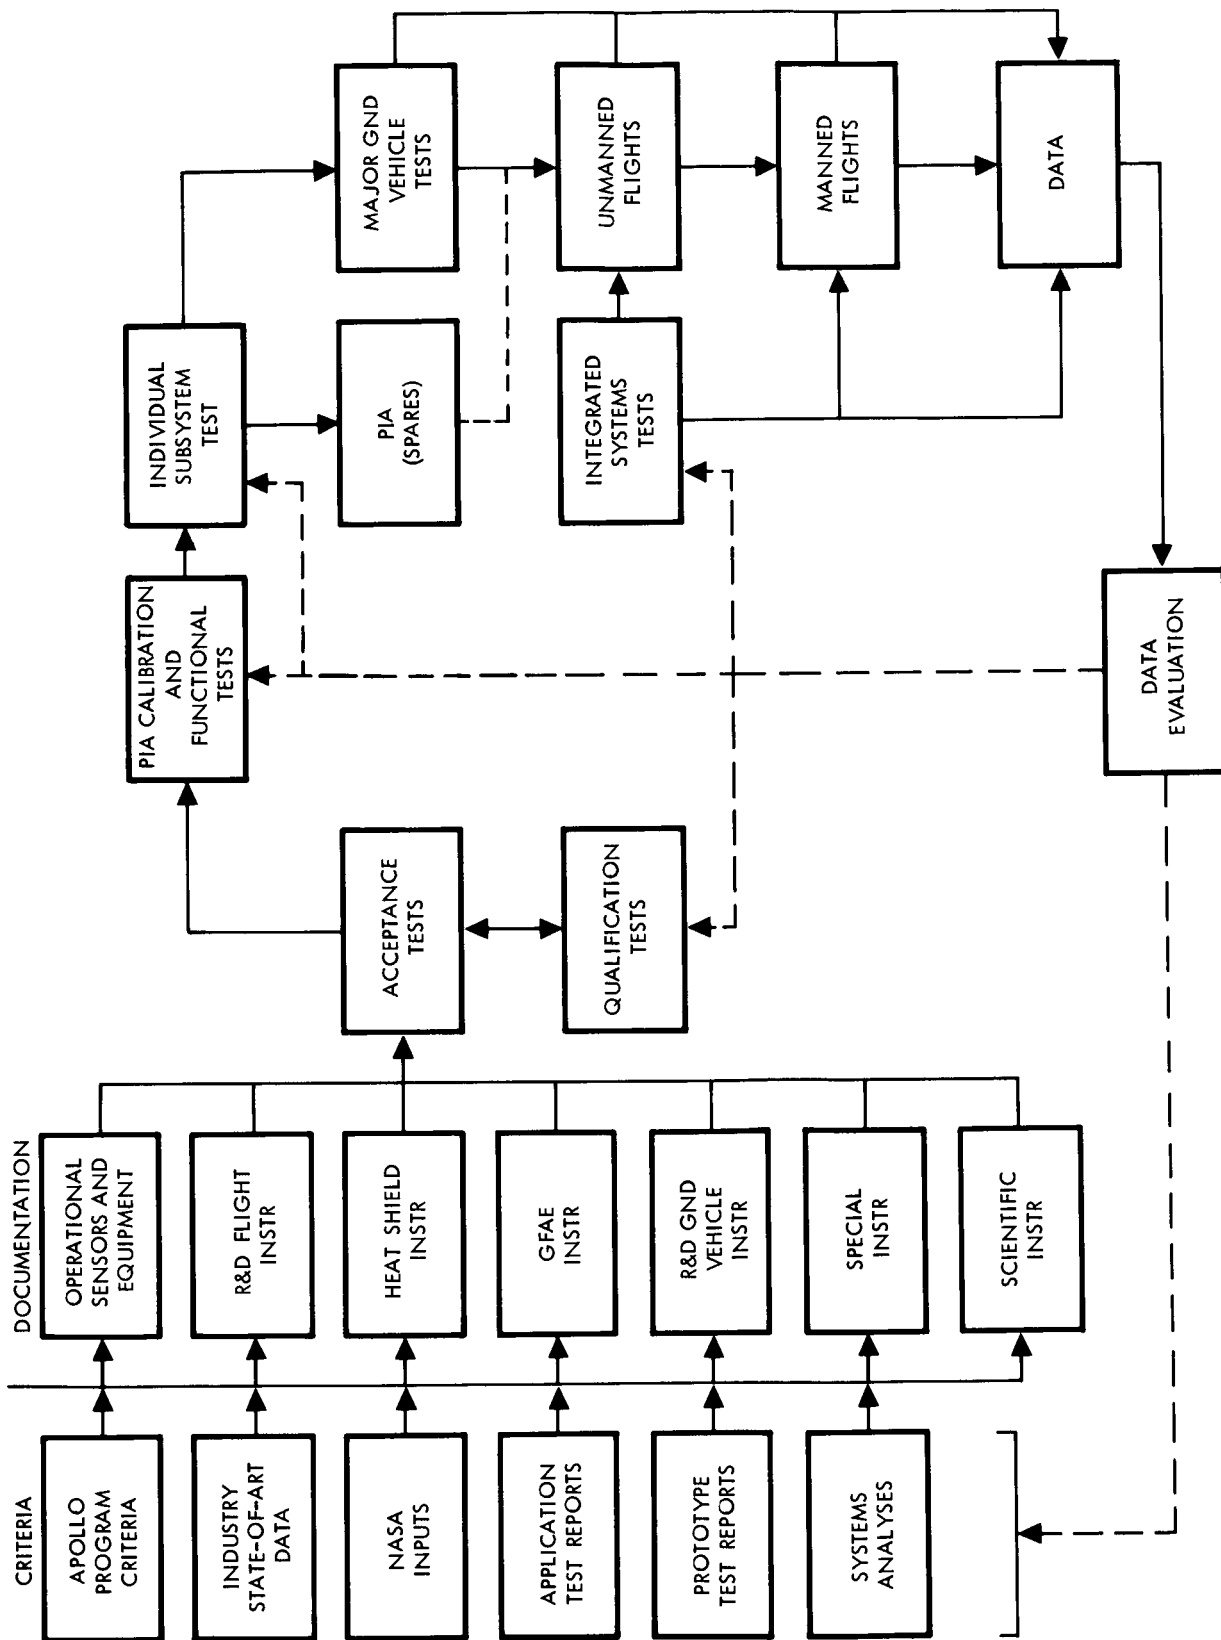 CRITERIA
APOLLO
PROGRAM
CRITERIA
INDUSTRY
STATE-OF-ART
DATA
NASA
INPUTS
APPLICATION
TEST REPORTS
PROTOTYPE
TEST REPORTS
SYSTEMS
ANALYSES
DOCUMENTATION
OPERATIONAL
SENSORS AND
EQUIPMENT
R&D FLIGHT
INSTR
HEAT SHIELD
INSTR
GFAE
INSTR
R&D GND
VEHICLE
INSTR
SPECIAL
INSTR
SCIENTIFIC
INSTR
ACCEPTANCE
TESTS
QUALIFICATION
TESTS
PIA CALIBRATION
AND
FUNCTIONAL
TESTS
INDIVIDUAL
SUBSYSTEM
TEST
PIA
(SPARES)
INTEGRATED
SYSTEMS
TESTS
MAJOR GND
VEHICLE
TESTS
UNMANNED
FLIGHTS
MANNED
FLIGHTS
DATA
DATA
EVALUATION